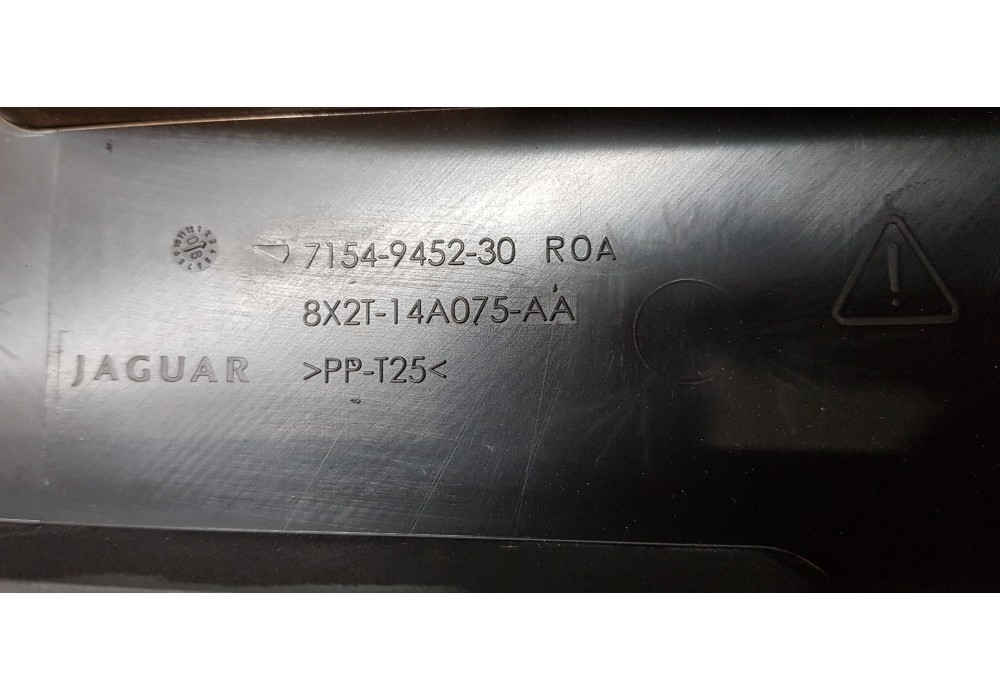 7154-9452-30 ROA
8X2T-14A075-AA
JAGUAR >PP-T25<